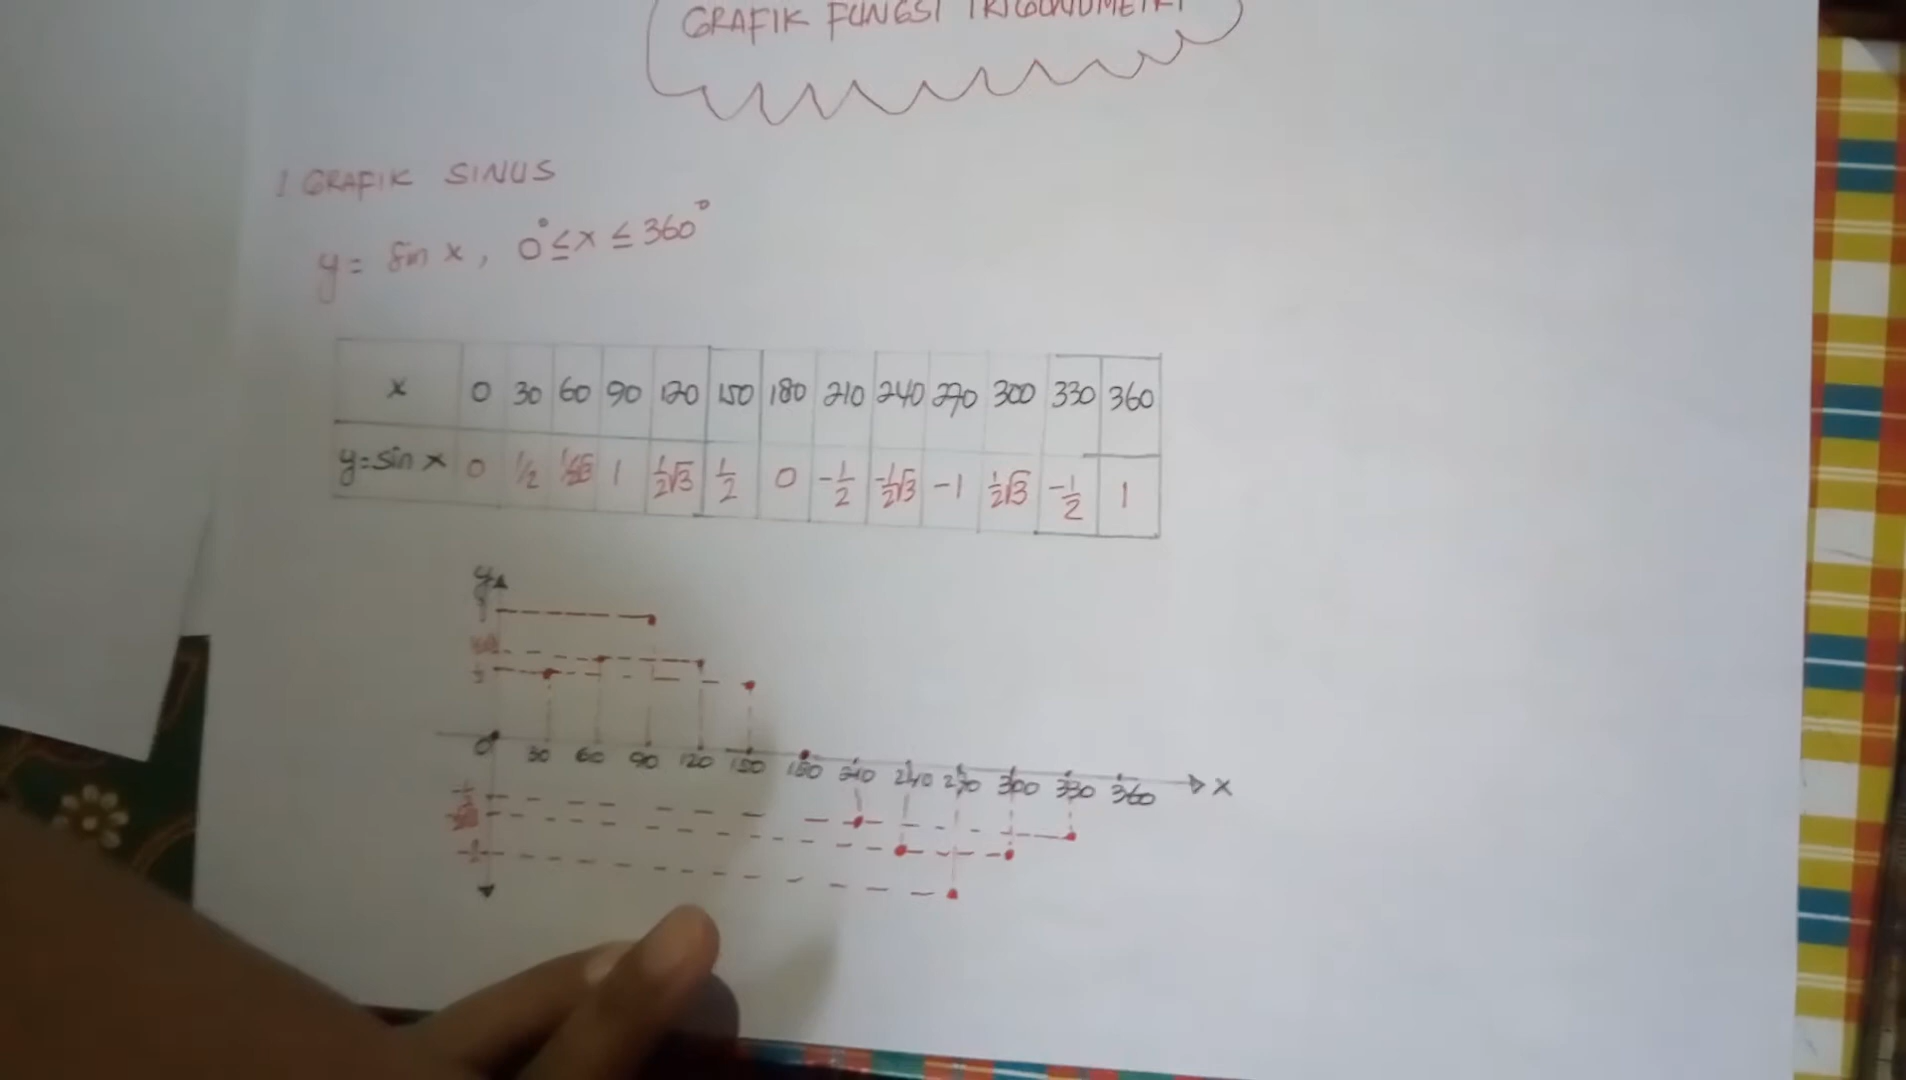 GRAFIK FUNGSI TRIGONOMETRI
1 GRAFIK SINUS
y = sin x, 0° ≤ x ≤ 360°
x 0 30 60 90 120 150 180 210 240 270 300 330 360
y=sin x 0 1/2 1/2√3 1 1/2√3 1/2 0 -1/2 -1/2√3 -1 1/2√3 -1/2 1
y
1
0 30 60 90 120 150 180 210 240 270 300 330 360 x
-1